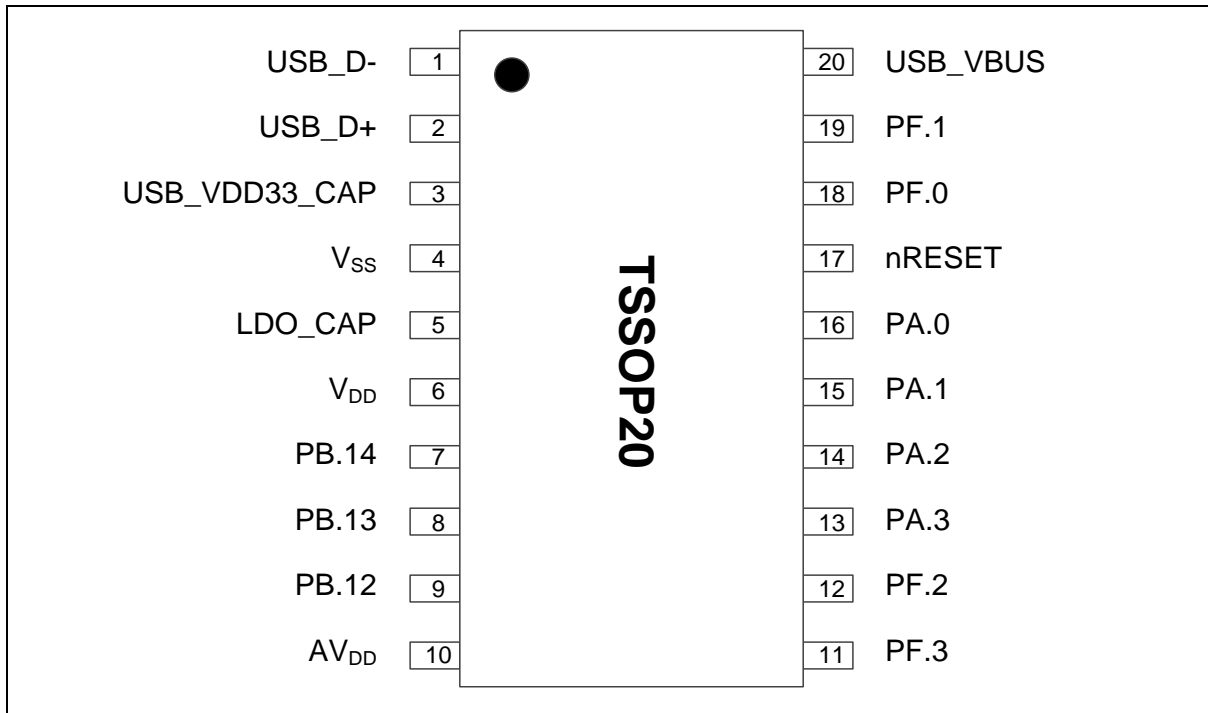 USB_D- 1 20 USB_VBUS
USB_D+ 2 19 PF.1
USB_VDD33_CAP 3 18 PF.0
VSS 4 17 nRESET
LDO_CAP 5 16 PA.0
VDD 6 15 PA.1
PB.14 7 14 PA.2
PB.13 8 13 PA.3
PB.12 9 12 PF.2
AVDD 10 11 PF.3
TSSOP20